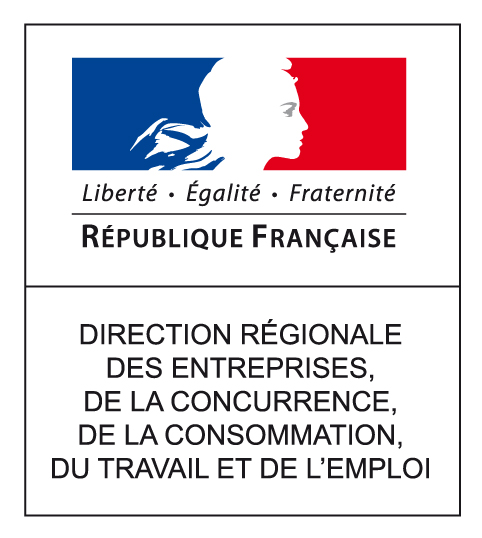 Liberté • Égalité • Fraternité
RÉPUBLIQUE FRANÇAISE
DIRECTION RÉGIONALE
DES ENTREPRISES,
DE LA CONCURRENCE,
DE LA CONSOMMATION,
DU TRAVAIL ET DE L'EMPLOI